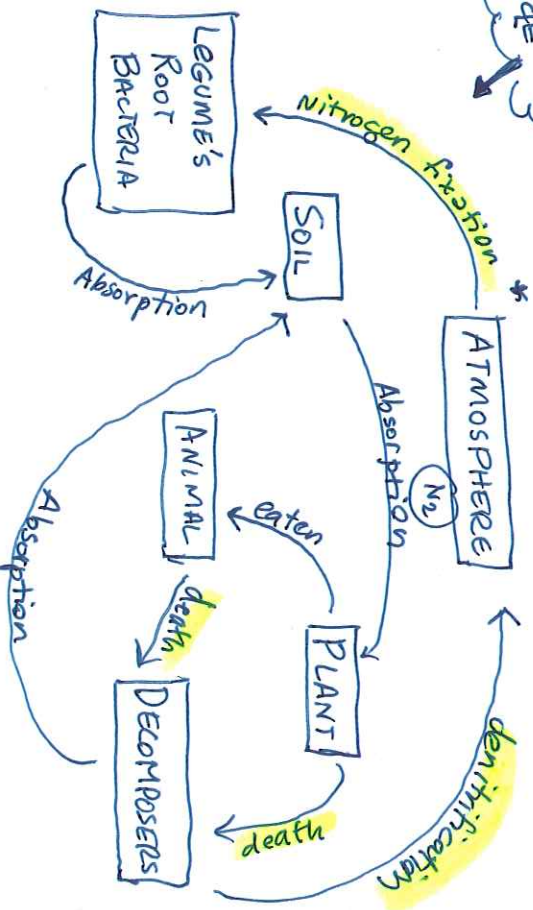 Nitrogen fixation
*
ATMOSPHERE
N2
denitrification
LEGUME'S
ROOT
BACTERIA
Absorption
SOIL
Absorption
PLANT
eaten
ANIMAL
death
death
DECOMPOSERS
Absorption